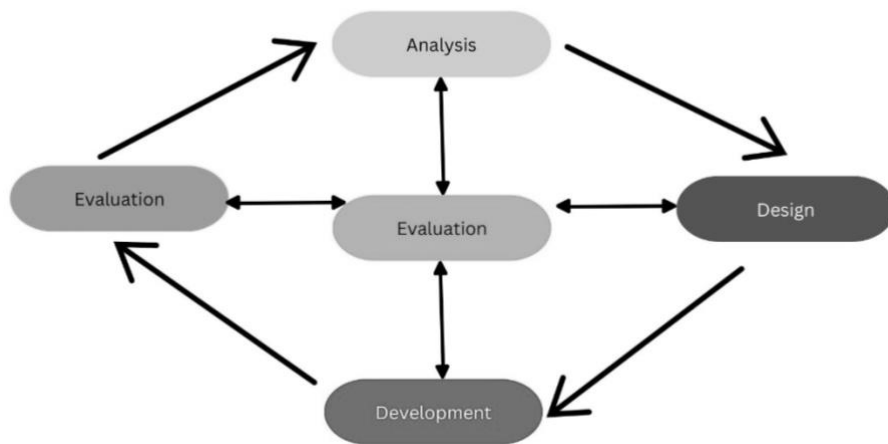 Analysis
Evaluation
Evaluation
Design
Development